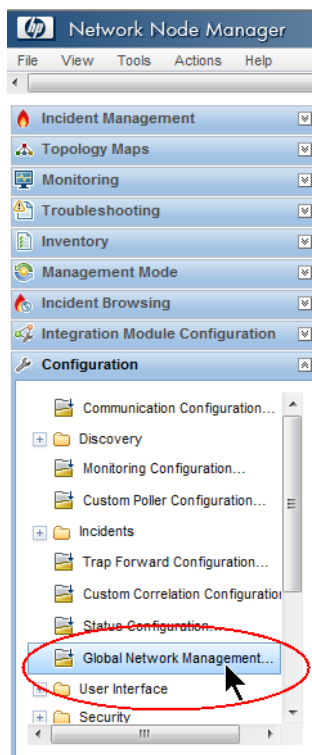 hp Network Node Manager
File View Tools Actions Help
Incident Management
Topology Maps
Monitoring
Troubleshooting
Inventory
Management Mode
Incident Browsing
Integration Module Configuration
Configuration
Communication Configuration...
Discovery
Monitoring Configuration...
Custom Poller Configuration...
Incidents
Trap Forward Configuration...
Custom Correlation Configuration
Status Configuration...
Global Network Management...
User Interface
Security